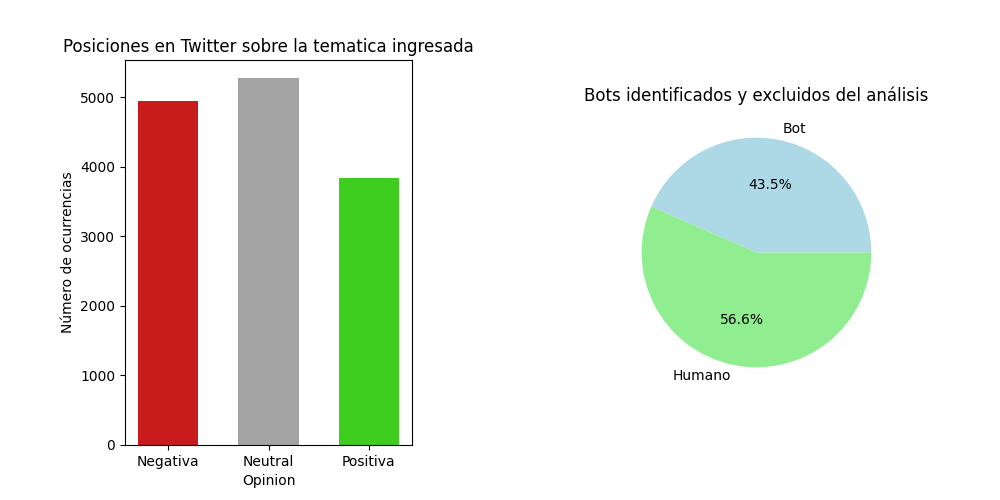 Posiciones en Twitter sobre la tematica ingresada
Número de ocurrencias
5000
4000
3000
2000
1000
0
Negativa
Neutral
Positiva
Opinion
Bots identificados y excluidos del análisis
Bot
43.5%
56.6%
Humano